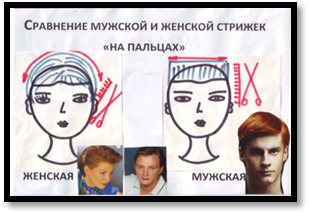 СРАВНЕНИЕ МУЖСКОЙ И ЖЕНСКОЙ СТРИЖЕК
«НА ПАЛЬЦАХ»
ЖЕНСКАЯ
МУЖСКАЯ